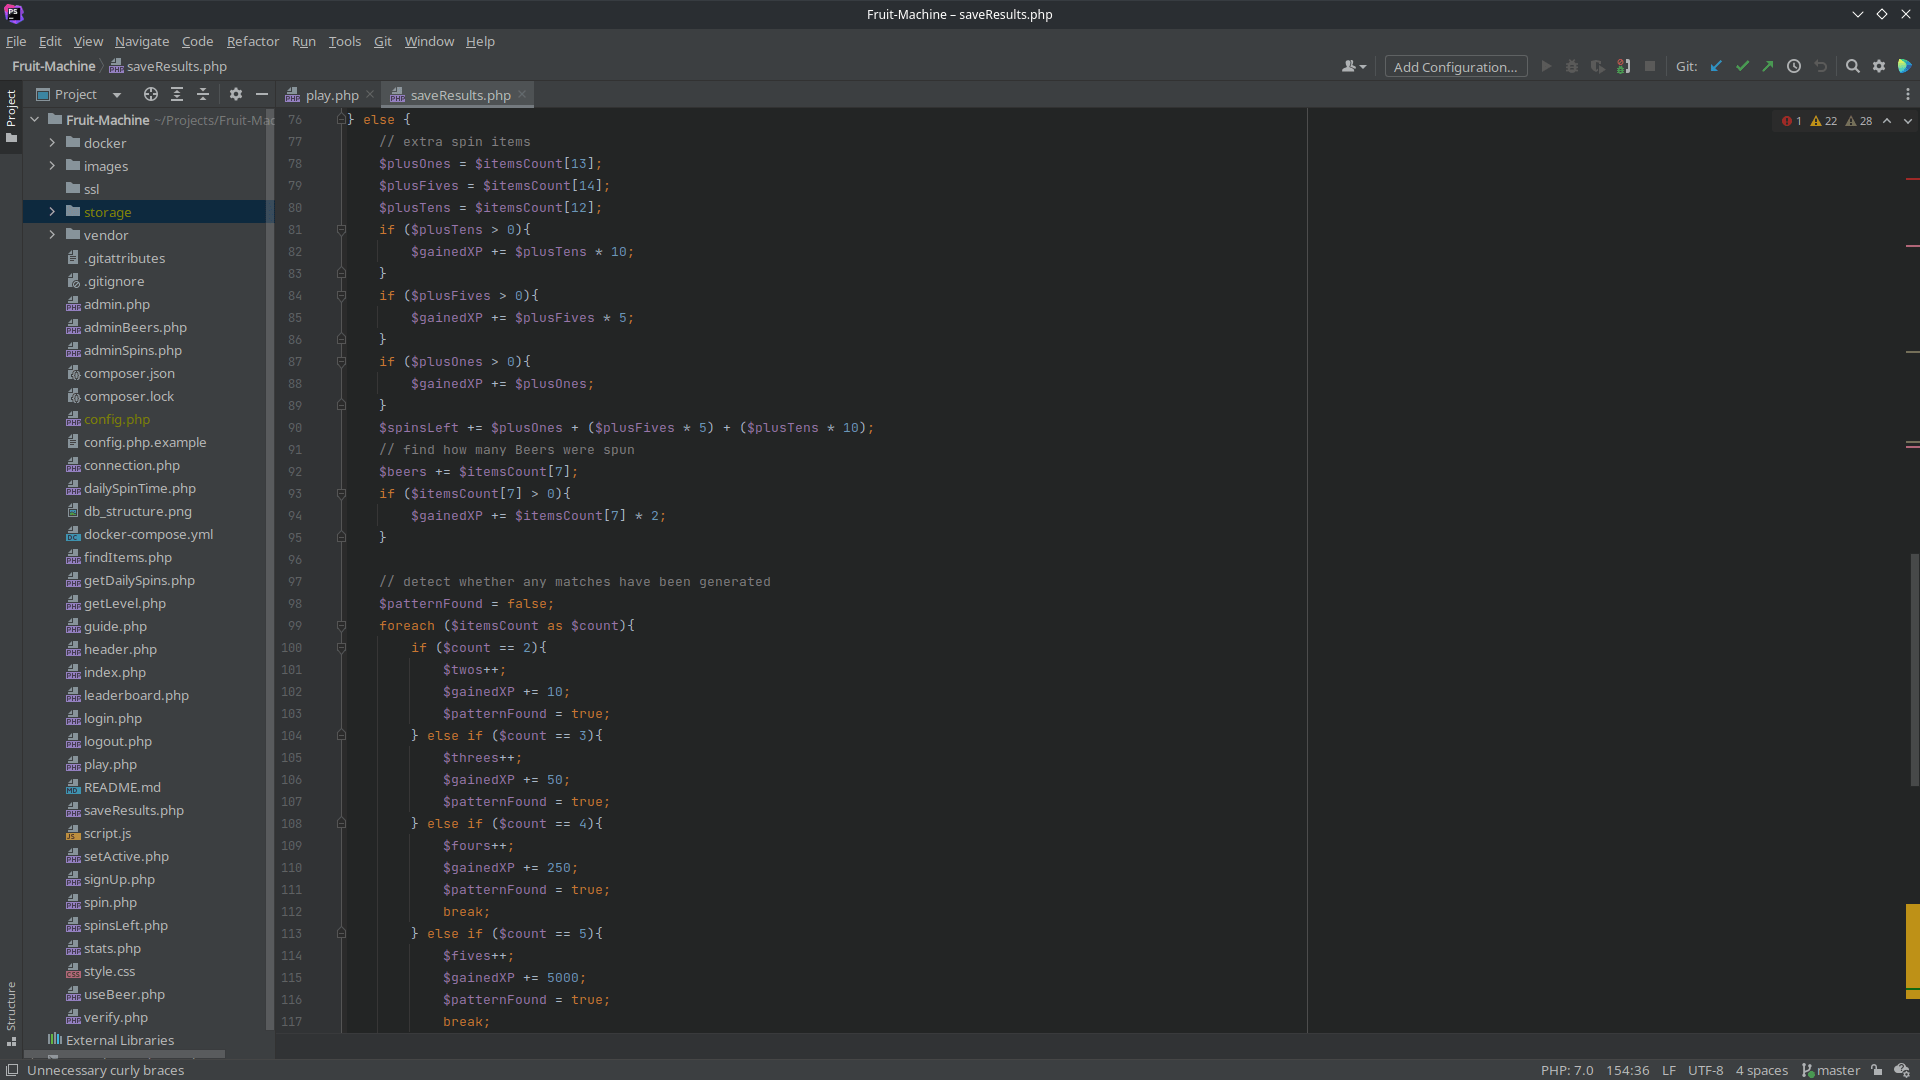 Fruit-Machine – saveResults.php
File Edit View Navigate Code Refactor Run Tools Git Window Help
Fruit-Machine saveResults.php
Add Configuration...
Git:
Project
Project
play.php
saveResults.php
1 22 28
Fruit-Machine ~/Projects/Fruit-Mac
docker
images
ssl
storage
vendor
.gitattributes
.gitignore
admin.php
adminBeers.php
adminSpins.php
composer.json
composer.lock
config.php
config.php.example
connection.php
dailySpinTime.php
db_structure.png
docker-compose.yml
findItems.php
getDailySpins.php
getLevel.php
guide.php
header.php
index.php
leaderboard.php
login.php
logout.php
play.php
README.md
saveResults.php
script.js
setActive.php
signUp.php
spin.php
spinsLeft.php
stats.php
style.css
useBeer.php
verify.php
External Libraries
Structure
76 } else {
77 // extra spin items
78 $plusOnes = $itemsCount[13];
79 $plusFives = $itemsCount[14];
80 $plusTens = $itemsCount[12];
81 if ($plusTens > 0){
82 $gainedXP += $plusTens * 10;
83 }
84 if ($plusFives > 0){
85 $gainedXP += $plusFives * 5;
86 }
87 if ($plusOnes > 0){
88 $gainedXP += $plusOnes;
89 }
90 $spinsLeft += $plusOnes + ($plusFives * 5) + ($plusTens * 10);
91 // find how many Beers were spun
92 $beers += $itemsCount[7];
93 if ($itemsCount[7] > 0){
94 $gainedXP += $itemsCount[7] * 2;
95 }
96
97 // detect whether any matches have been generated
98 $patternFound = false;
99 foreach ($itemsCount as $count){
100 if ($count == 2){
101 $twos++;
102 $gainedXP += 10;
103 $patternFound = true;
104 } else if ($count == 3){
105 $threes++;
106 $gainedXP += 50;
107 $patternFound = true;
108 } else if ($count == 4){
109 $fours++;
110 $gainedXP += 250;
111 $patternFound = true;
112 break;
113 } else if ($count == 5){
114 $fives++;
115 $gainedXP += 5000;
116 $patternFound = true;
117 break;
Unnecessary curly braces
PHP: 7.0 154:36 LF UTF-8 4 spaces master